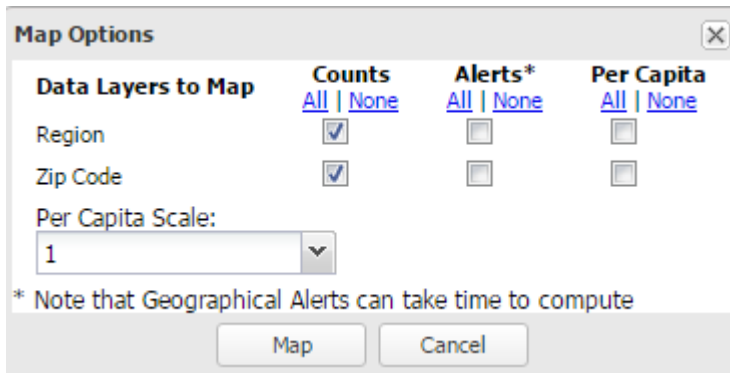 Map Options
Data Layers to Map Counts Alerts* Per Capita
All | None All | None All | None
Region
Zip Code
Per Capita Scale:
1
* Note that Geographical Alerts can take time to compute
Map Cancel